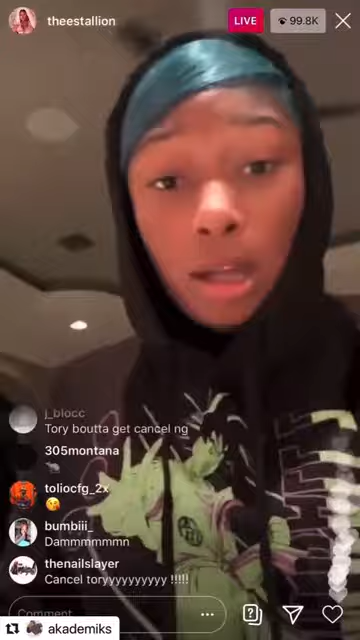 theestallion
LIVE
99.8K
j_blocc
Tory boutta get cancel ng
305montana
🐀
toliocfg_2x
😘
bumbiii_
Dammmmmmn
thenailslayer
Cancel toryyyyyyyyyy !!!!!
Comment
akademiks